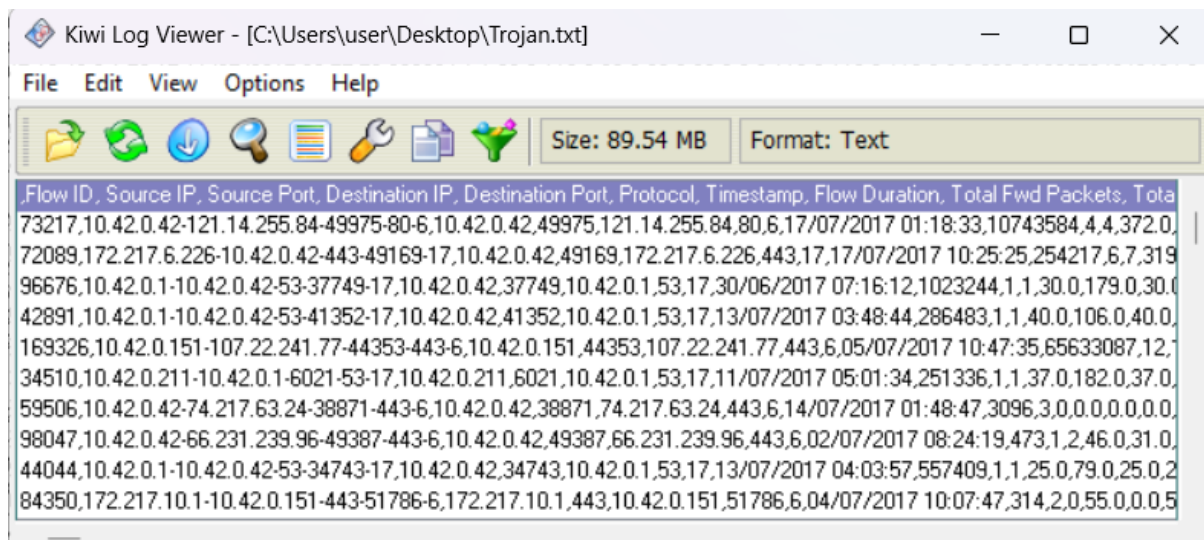 Kiwi Log Viewer - [C:\Users\user\Desktop\Trojan.txt]
File Edit View Options Help
Size: 89.54 MB Format: Text
,Flow ID, Source IP, Source Port, Destination IP, Destination Port, Protocol, Timestamp, Flow Duration, Total Fwd Packets, Tota
73217,10.42.0.42-121.14.255.84-49975-80-6,10.42.0.42,49975,121.14.255.84,80,6,17/07/2017 01:18:33,10743584,4,4,372.0,
72089,172.217.6.226-10.42.0.42-443-49169-17,10.42.0.42,49169,172.217.6.226,443,17,17/07/2017 10:25:25,254217,6,7,319
96676,10.42.0.1-10.42.0.42-53-37749-17,10.42.0.42,37749,10.42.0.1,53,17,30/06/2017 07:16:12,1023244,1,1,30.0,179.0,30.0
42891,10.42.0.1-10.42.0.42-53-41352-17,10.42.0.42,41352,10.42.0.1,53,17,13/07/2017 03:48:44,286483,1,1,40.0,106.0,40.0,
169326,10.42.0.151-107.22.241.77-44353-443-6,10.42.0.151,44353,107.22.241.77,443,6,05/07/2017 10:47:35,65633087,12,
34510,10.42.0.211-10.42.0.1-6021-53-17,10.42.0.211,6021,10.42.0.1,53,17,11/07/2017 05:01:34,251336,1,1,37.0,182.0,37.0,
59506,10.42.0.42-74.217.63.24-38871-443-6,10.42.0.42,38871,74.217.63.24,443,6,14/07/2017 01:48:47,3096,3,0,0.0,0.0,0.0,
98047,10.42.0.42-66.231.239.96-49387-443-6,10.42.0.42,49387,66.231.239.96,443,6,02/07/2017 08:24:19,473,1,2,46.0,31.0,
44044,10.42.0.1-10.42.0.42-53-34743-17,10.42.0.42,34743,10.42.0.1,53,17,13/07/2017 04:03:57,557409,1,1,25.0,79.0,25.0,2
84350,172.217.10.1-10.42.0.151-443-51786-6,172.217.10.1,443,10.42.0.151,51786,6,04/07/2017 10:07:47,314,2,0,55.0,0.0,5